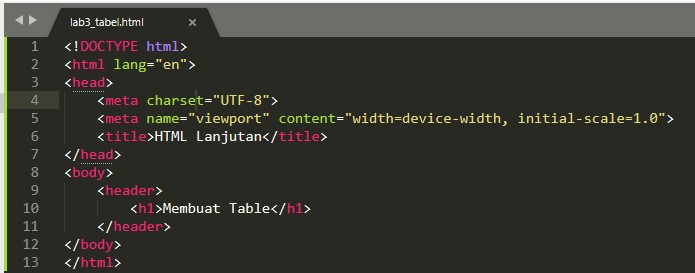 lab3_tabel.html ×
1 <!DOCTYPE html>
2 <html lang="en">
3 <head>
4     <meta charset="UTF-8">
5     <meta name="viewport" content="width=device-width, initial-scale=1.0">
6     <title>HTML Lanjutan</title>
7 </head>
8 <body>
9     <header>
10         <h1>Membuat Table</h1>
11     </header>
12 </body>
13 </html>